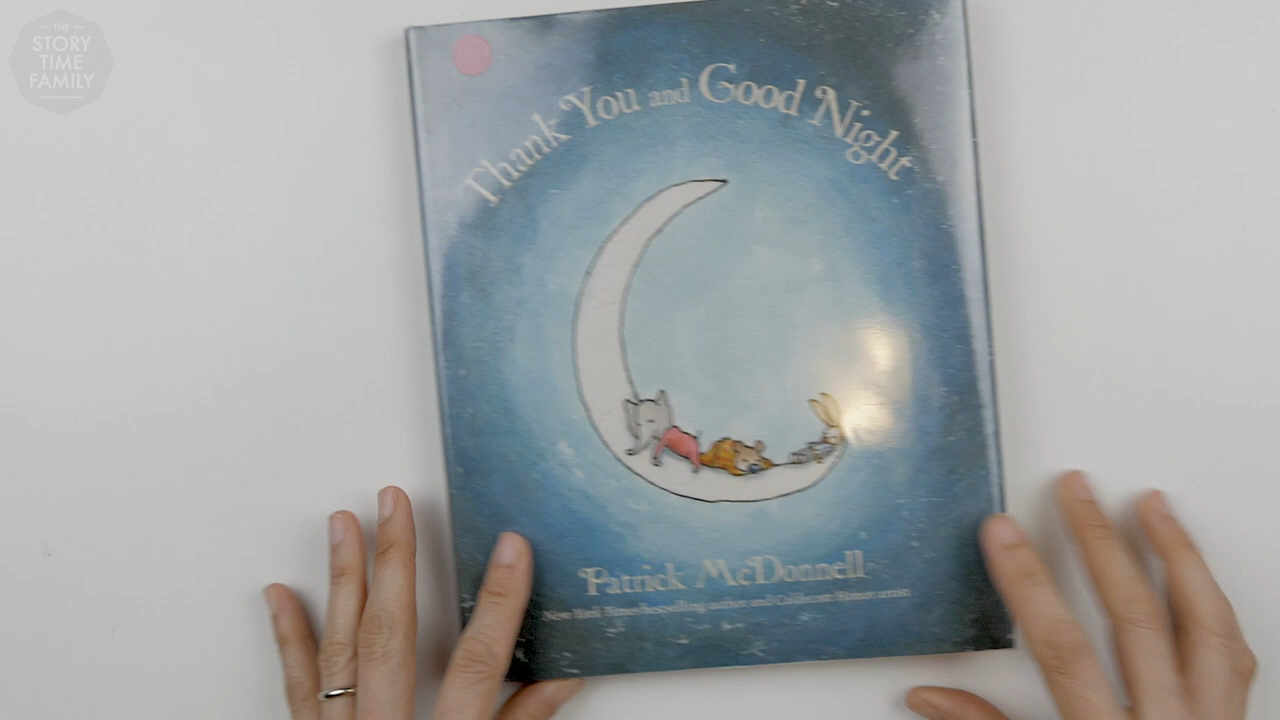 THE
STORY
TIME
FAMILY
Thank You and Good Night
Patrick McDonnell
New York Times bestselling author and Caldecott Honor artist